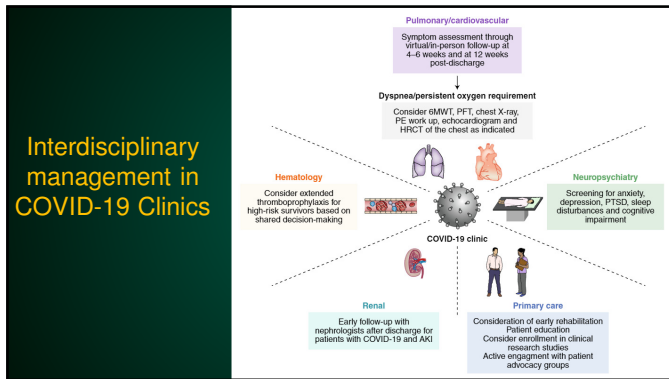 Interdisciplinary
management in
COVID-19 Clinics
Pulmonary/cardiovascular
Symptom assessment through
virtual/in-person follow-up at
4–6 weeks and at 12 weeks
post-discharge
Dyspnea/persistent oxygen requirement
Consider 6MWT, PFT, chest X-ray,
PE work up, echocardiogram and
HRCT of the chest as indicated
Hematology
Consider extended
thromboprophylaxis for
high-risk survivors based on
shared decision-making
Neuropsychiatry
Screening for anxiety,
depression, PTSD, sleep
disturbances and cognitive
impairment
COVID-19 clinic
Renal
Early follow-up with
nephrologists after discharge for
patients with COVID-19 and AKI
Primary care
Consideration of early rehabilitation
Patient education
Consider enrollment in clinical
research studies
Active engagment with patient
advocacy groups